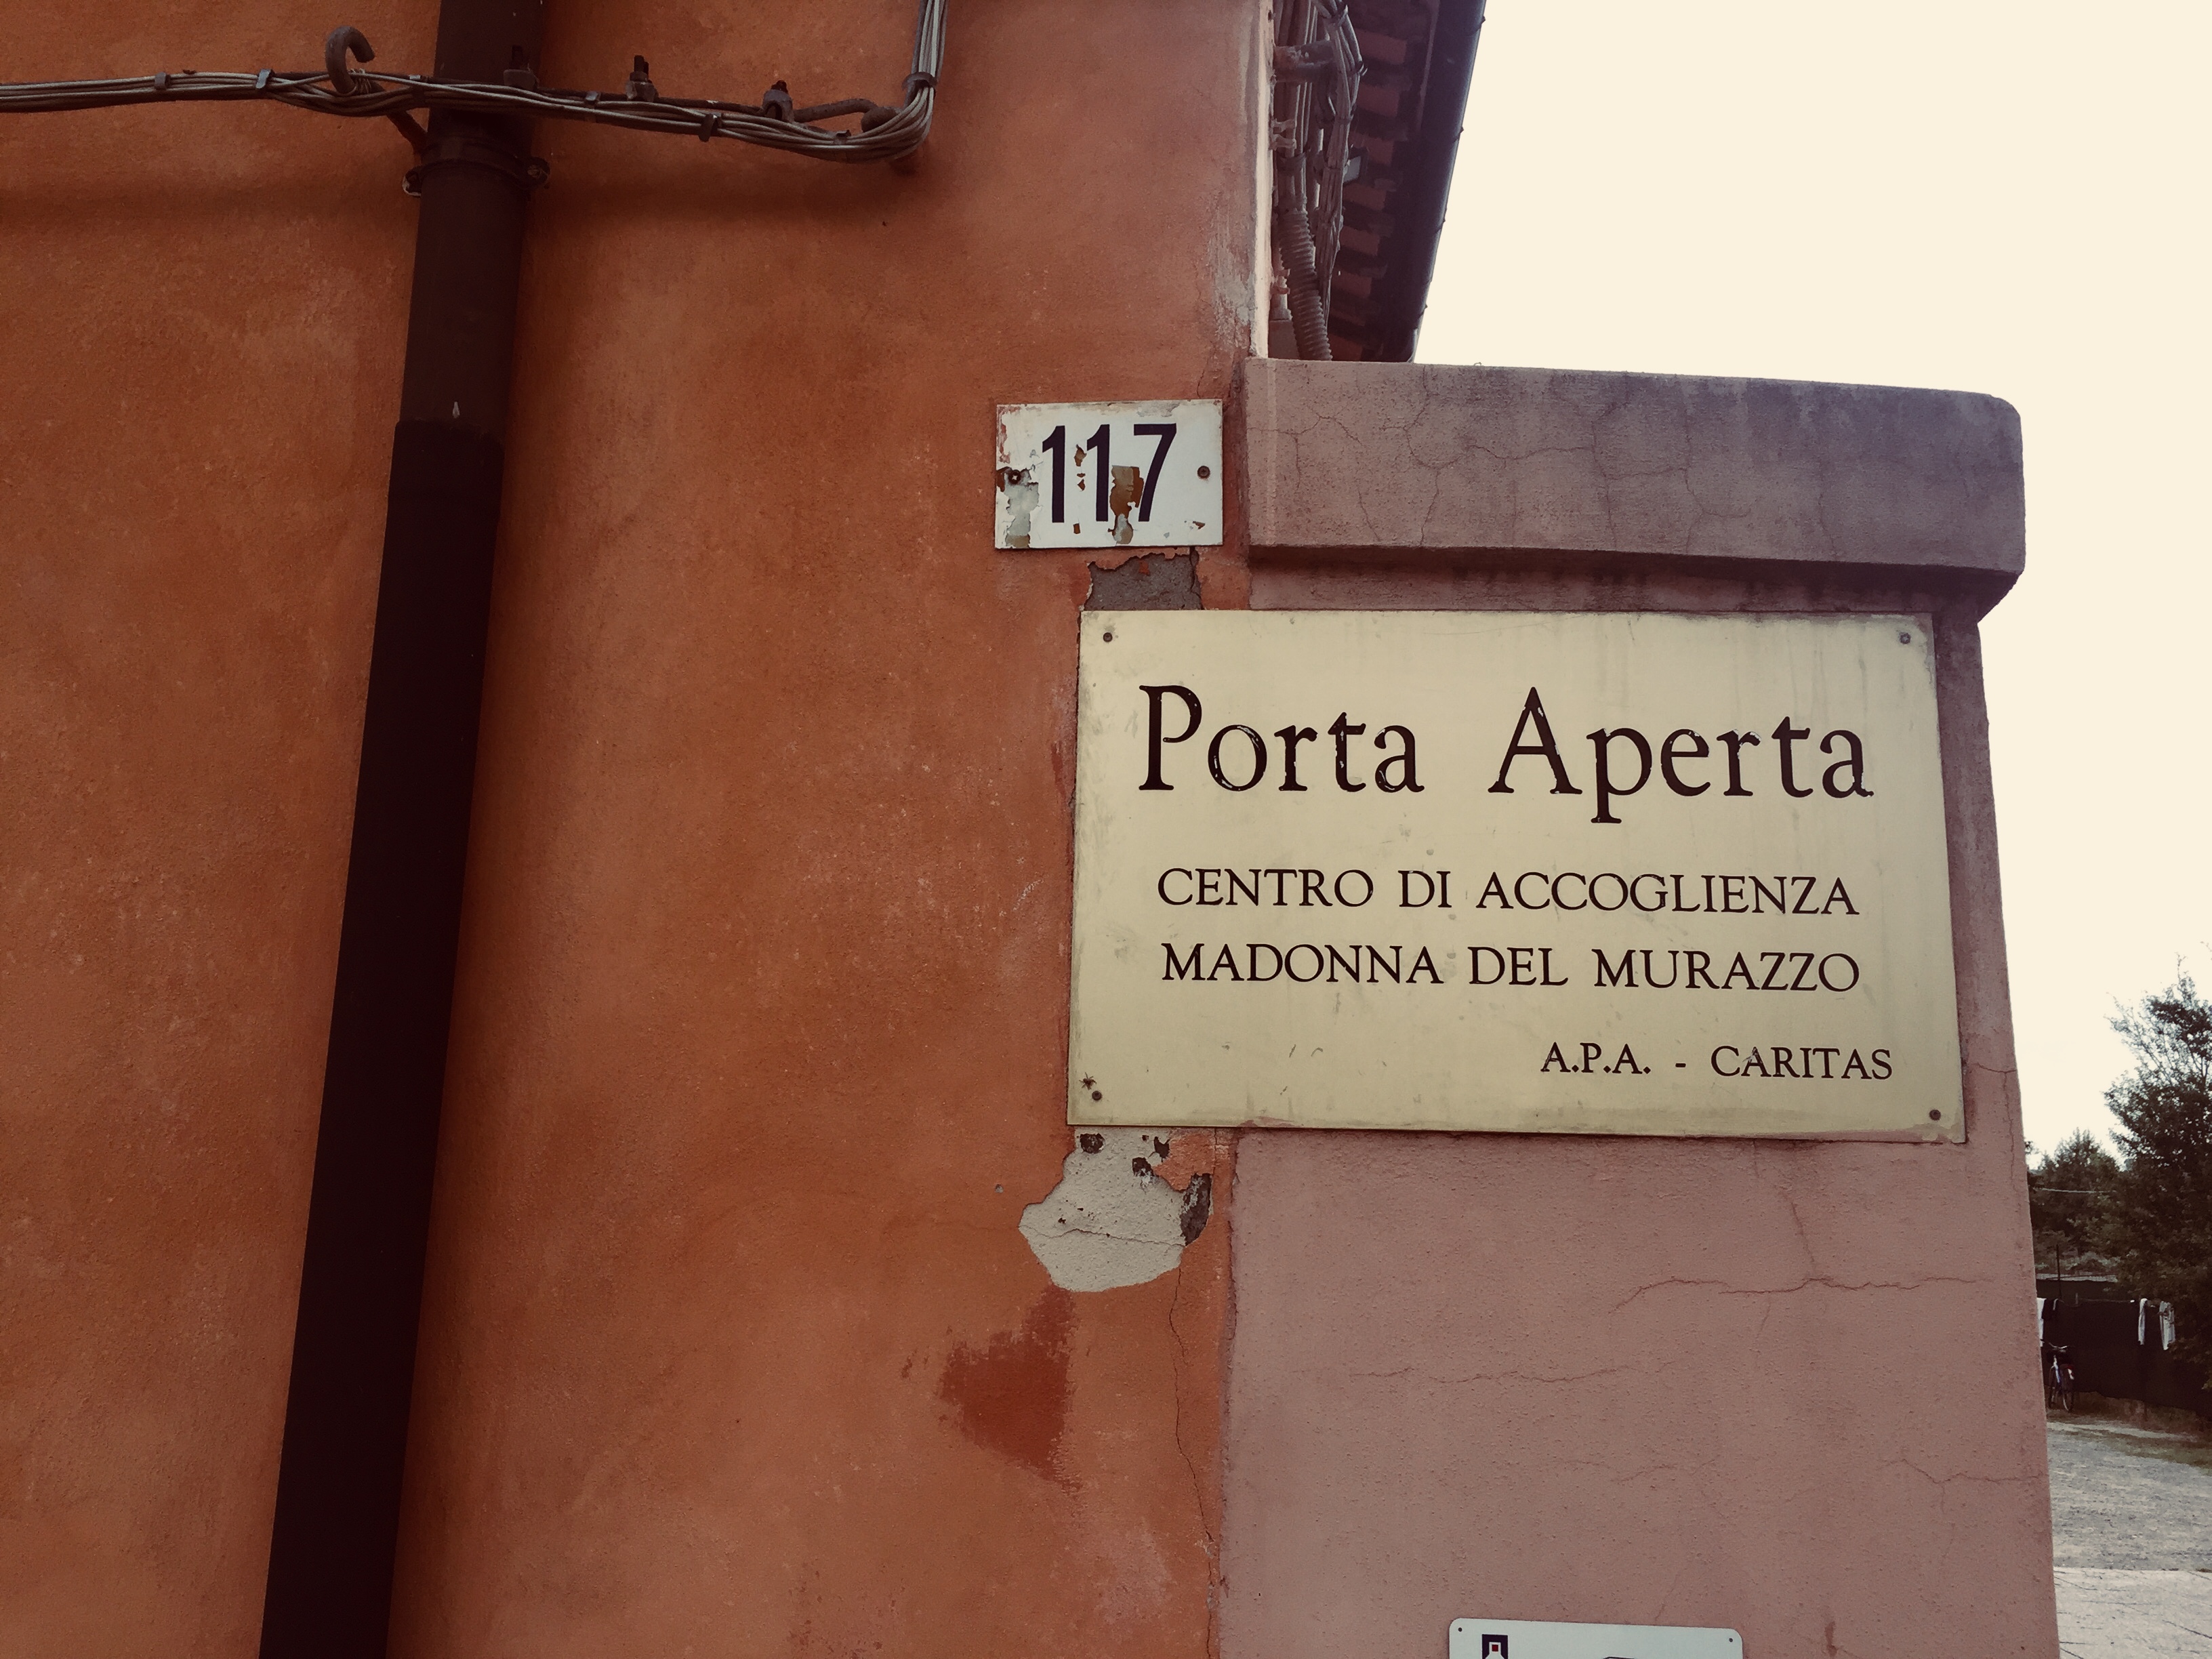 117
Porta Aperta
CENTRO DI ACCOGLIENZA
MADONNA DEL MURAZZO
A.P.A. - CARITAS